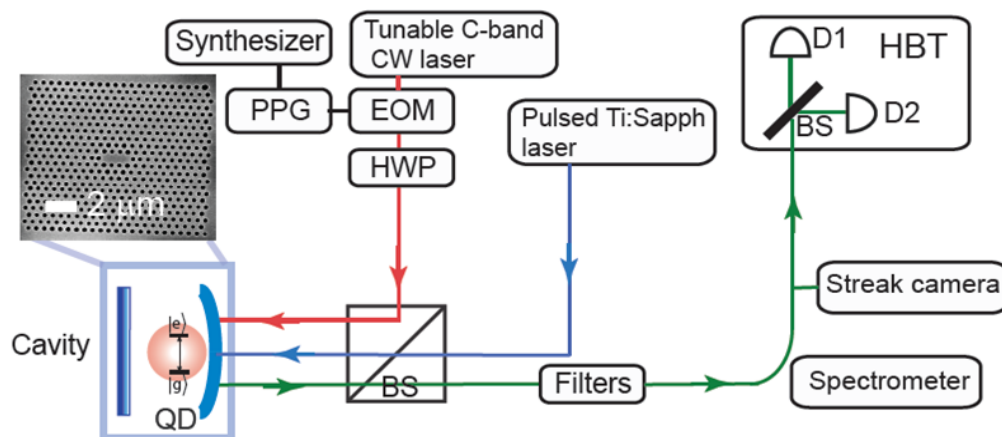 Synthesizer
Tunable C-band
CW laser
PPG
EOM
HWP
Pulsed Ti:Sapph
laser
D1
HBT
D2
BS
2 μm
Streak camera
Cavity
|e⟩
|g⟩
QD
BS
Filters
Spectrometer